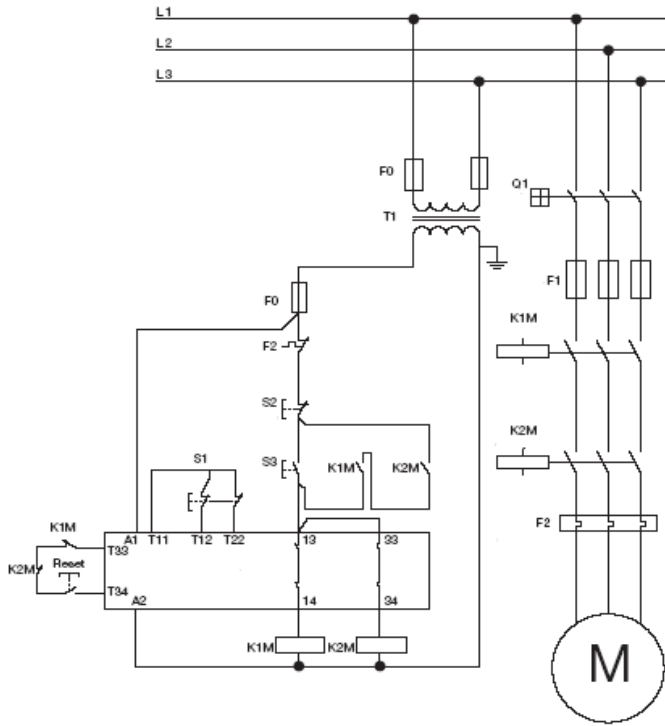 L1
L2
L3
F0
Q1
T1
F0
F1
F2
K1M
S2
K2M
S1
S3
K1M
K2M
F2
K1M
A1
T11
T12
T22
13
33
T33
K2M
Reset
T34
A2
14
34
K1M
K2M
M